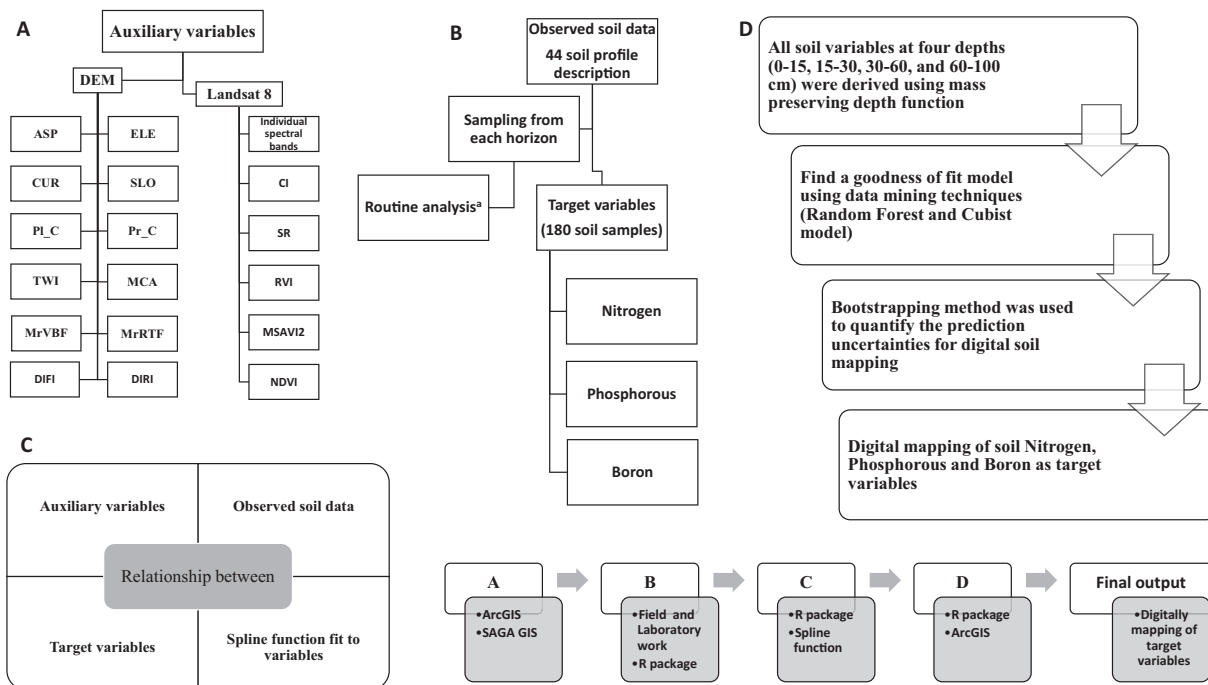 A
Auxiliary variables
DEM
Landsat 8
ASP
ELE
CUR
SLO
Pl_C
Pr_C
TWI
MCA
MrVBF
MrRTF
DIFI
DIRI
Individual
spectral
bands
CI
SR
RVI
MSAVI2
NDVI
B
Observed soil data
44 soil profile
description
Sampling from
each horizon
Routine analysisa
Target variables
(180 soil samples)
Nitrogen
Phosphorous
Boron
C
Auxiliary variables
Observed soil data
Relationship between
Target variables
Spline function fit to
variables
D
All soil variables at four depths
(0-15, 15-30, 30-60, and 60-100
cm) were derived using mass
preserving depth function
Find a goodness of fit model
using data mining techniques
(Random Forest and Cubist
model)
Bootstrapping method was used
to quantify the prediction
uncertainties for digital soil
mapping
Digital mapping of soil Nitrogen,
Phosphorous and Boron as target
variables
A
•ArcGIS
•SAGA GIS
B
•Field and
Laboratory
work
•R package
C
•R package
•Spline
function
D
•R package
•ArcGIS
Final output
•Digitally
mapping of
target
variables